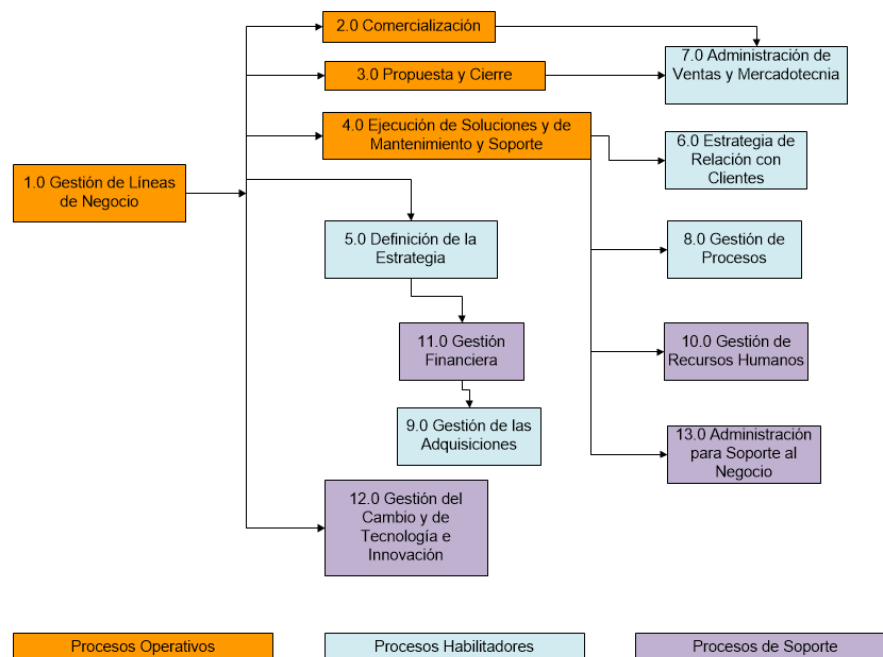 2.0 Comercialización
7.0 Administración de
Ventas y Mercadotecnia
3.0 Propuesta y Cierre
4.0 Ejecución de Soluciones y de
Mantenimiento y Soporte
6.0 Estrategia de
Relación con
Clientes
1.0 Gestión de Líneas
de Negocio
5.0 Definición de la
Estrategia
8.0 Gestión de
Procesos
11.0 Gestión
Financiera
10.0 Gestión de
Recursos Humanos
9.0 Gestión de las
Adquisiciones
13.0 Administración
para Soporte al
Negocio
12.0 Gestión del
Cambio y de
Tecnología e
Innovación
Procesos Operativos
Procesos Habilitadores
Procesos de Soporte